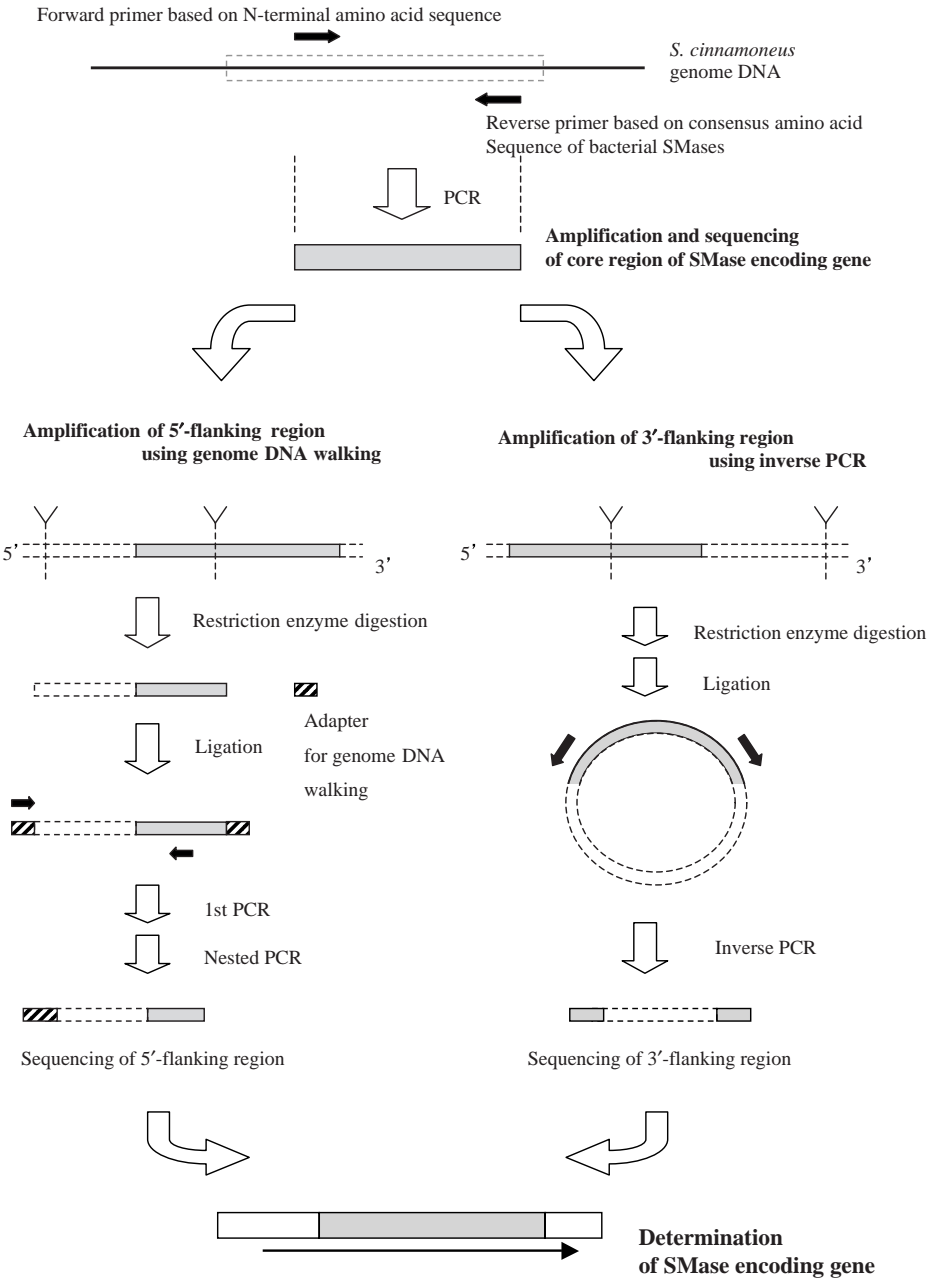 Forward primer based on N-terminal amino acid sequence
S. cinnamoneus
genome DNA
Reverse primer based on consensus amino acid
Sequence of bacterial SMases
PCR
Amplification and sequencing
of core region of SMase encoding gene
Amplification of 5′-flanking region
using genome DNA walking
5’
3’
Restriction enzyme digestion
Adapter
for genome DNA
walking
Ligation
1st PCR
Nested PCR
Sequencing of 5′-flanking region
Amplification of 3′-flanking region
using inverse PCR
5’
3’
Restriction enzyme digestion
Ligation
Inverse PCR
Sequencing of 3′-flanking region
Determination
of SMase encoding gene